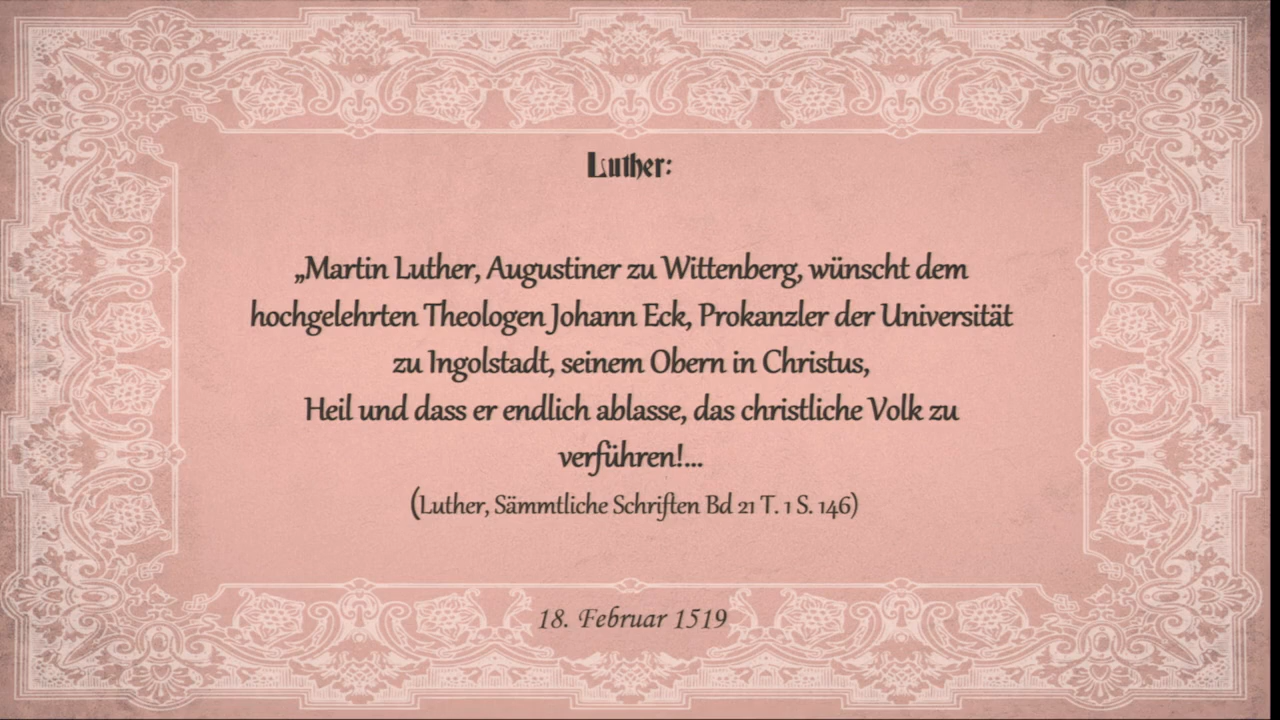 Luther:
„Martin Luther, Augustiner zu Wittenberg, wünscht dem
hochgelehrten Theologen Johann Eck, Prokanzler der Universität
zu Ingolstadt, seinem Obern in Christus,
Heil und dass er endlich ablasse, das christliche Volk zu
verführen!...
(Luther, Sämmtliche Schriften Bd 21 T. 1 S. 146)
18. Februar 1519